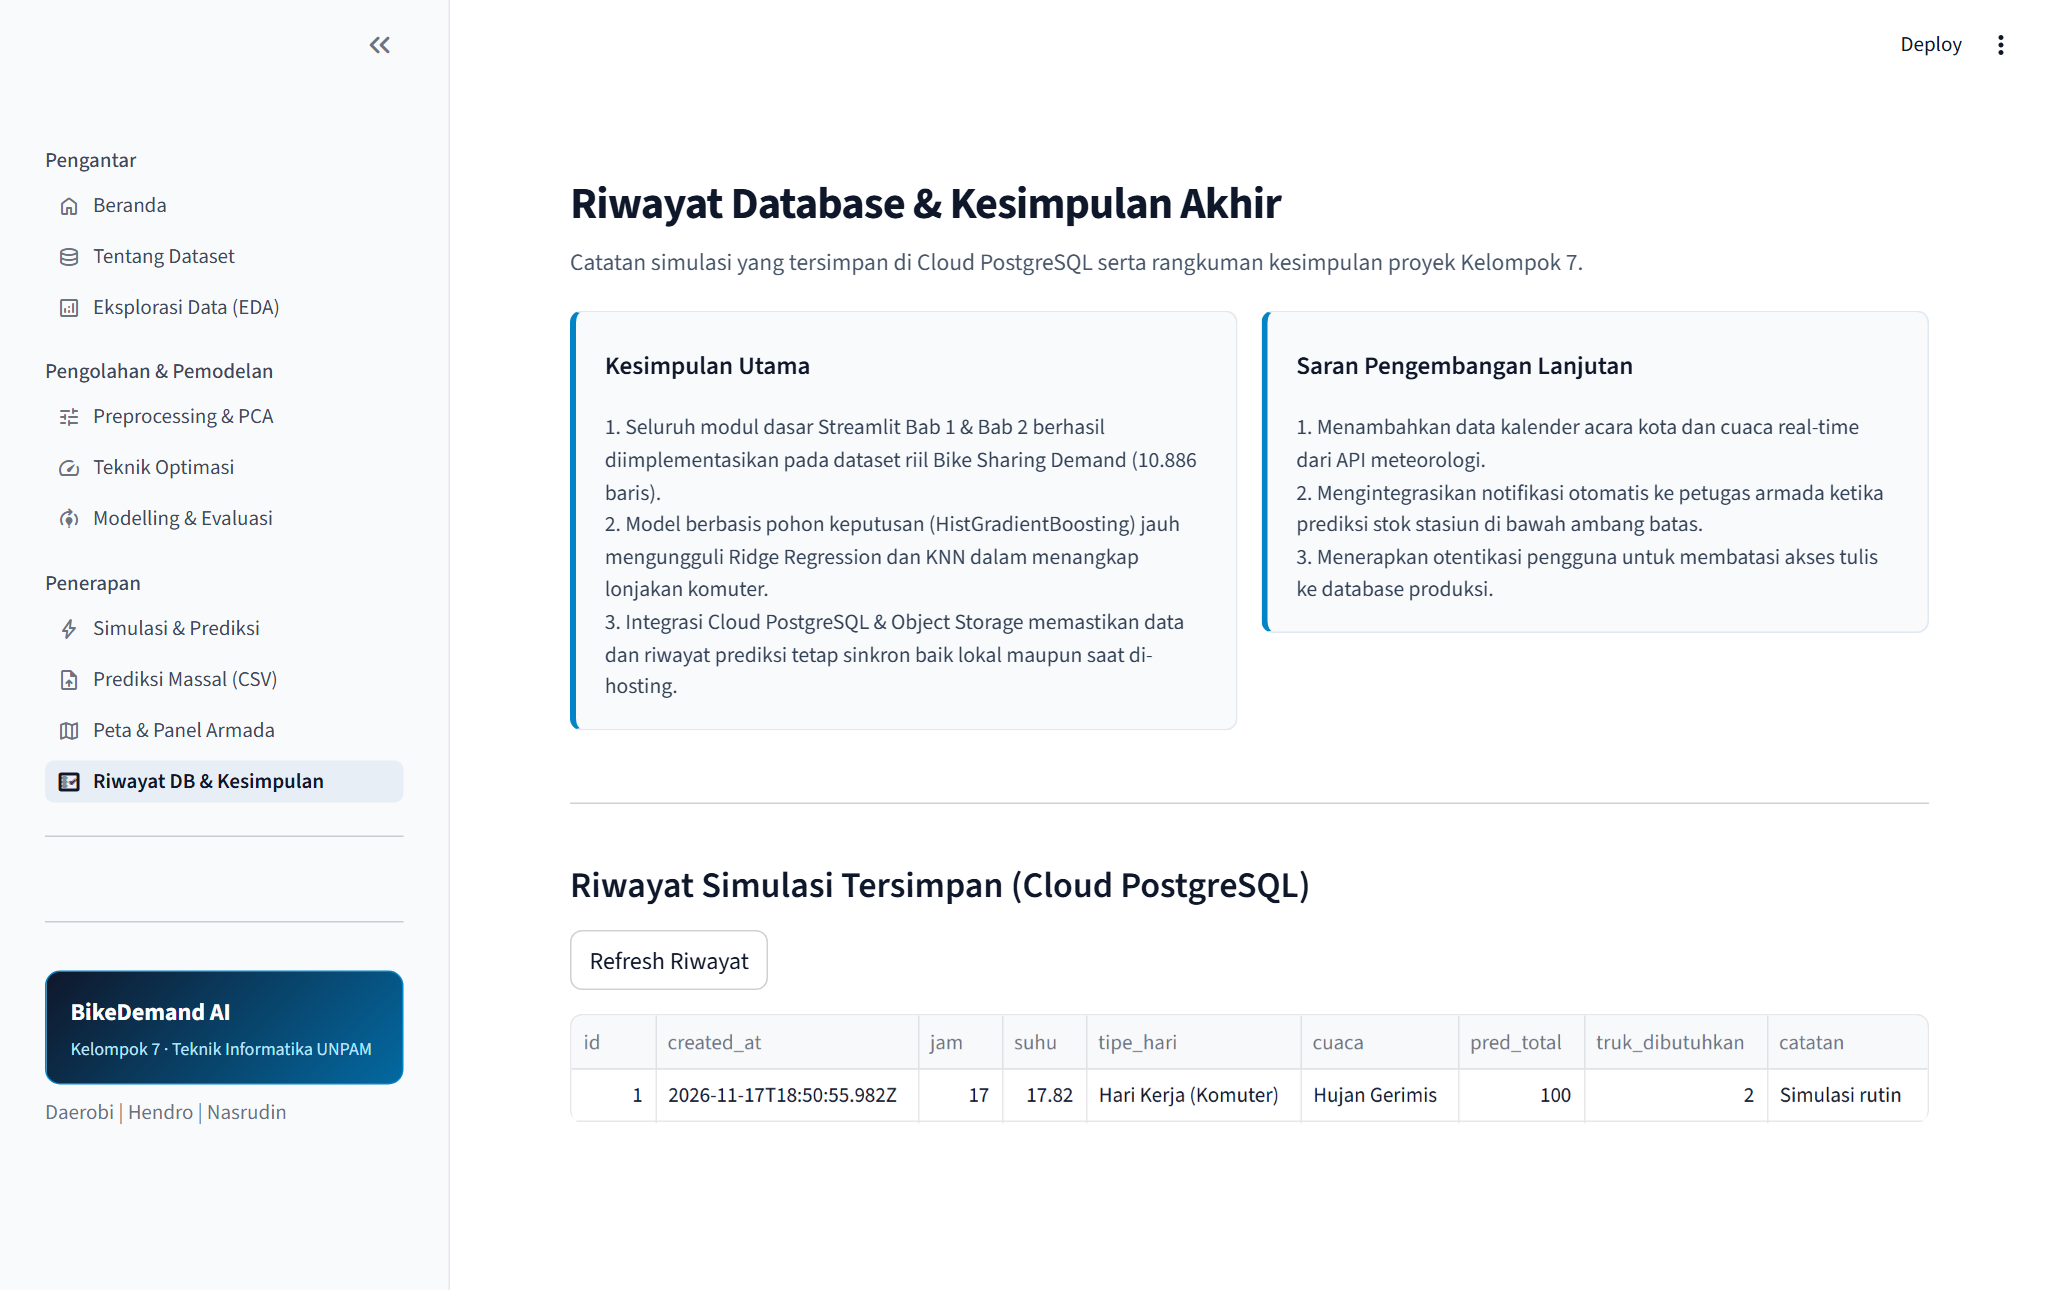 Deploy
Pengantar
Beranda
Tentang Dataset
Eksplorasi Data (EDA)
Pengolahan & Pemodelan
Preprocessing & PCA
Teknik Optimasi
Modelling & Evaluasi
Penerapan
Simulasi & Prediksi
Prediksi Massal (CSV)
Peta & Panel Armada
Riwayat DB & Kesimpulan
BikeDemand AI
Kelompok 7 · Teknik Informatika UNPAM
Daerobi | Hendro | Nasrudin
Riwayat Database & Kesimpulan Akhir
Catatan simulasi yang tersimpan di Cloud PostgreSQL serta rangkuman kesimpulan proyek Kelompok 7.
Kesimpulan Utama
1. Seluruh modul dasar Streamlit Bab 1 & Bab 2 berhasil
diimplementasikan pada dataset riil Bike Sharing Demand (10.886
baris).
2. Model berbasis pohon keputusan (HistGradientBoosting) jauh
mengungguli Ridge Regression dan KNN dalam menangkap
lonjakan komuter.
3. Integrasi Cloud PostgreSQL & Object Storage memastikan data
dan riwayat prediksi tetap sinkron baik lokal maupun saat di-
hosting.
Saran Pengembangan Lanjutan
1. Menambahkan data kalender acara kota dan cuaca real-time
dari API meteorologi.
2. Mengintegrasikan notifikasi otomatis ke petugas armada ketika
prediksi stok stasiun di bawah ambang batas.
3. Menerapkan otentikasi pengguna untuk membatasi akses tulis
ke database produksi.
Riwayat Simulasi Tersimpan (Cloud PostgreSQL)
Refresh Riwayat
id created_at jam suhu tipe_hari cuaca pred_total truk_dibutuhkan catatan
1 2026-11-17T18:50:55.982Z 17 17.82 Hari Kerja (Komuter) Hujan Gerimis 100 2 Simulasi rutin